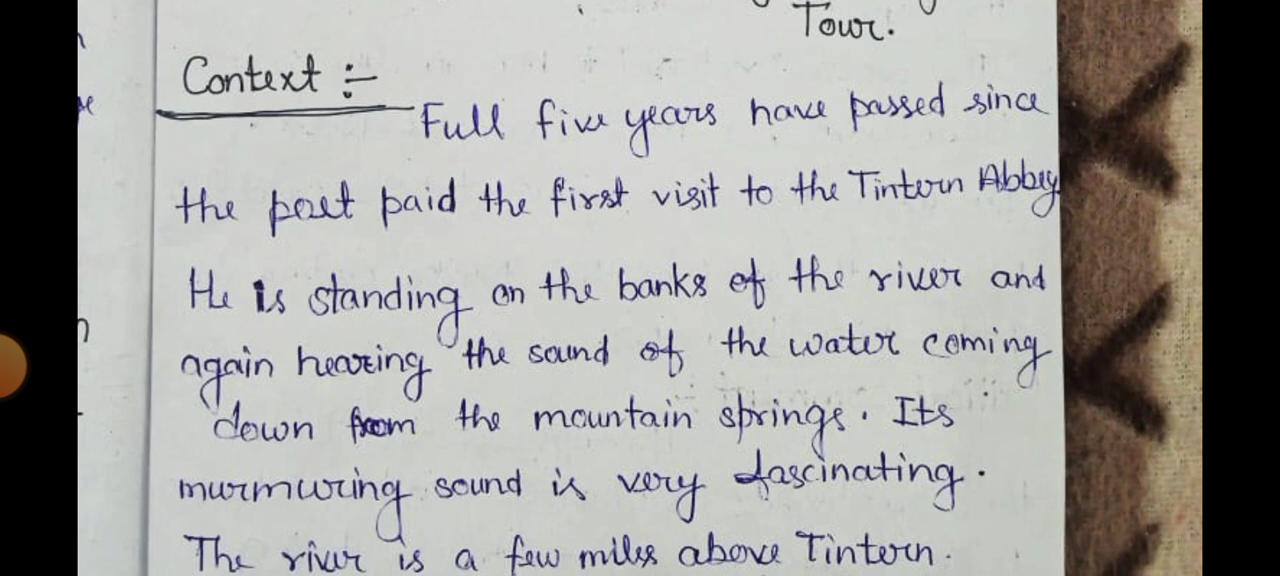 Tour.
Context :-
Full five years have passed since
the poet paid the first visit to the Tintern Abbey
He is standing on the banks of the river and
again hearing the sound of the water coming
down from the mountain springs. Its
murmuring sound is very fascinating.
The river is a few miles above Tintern.